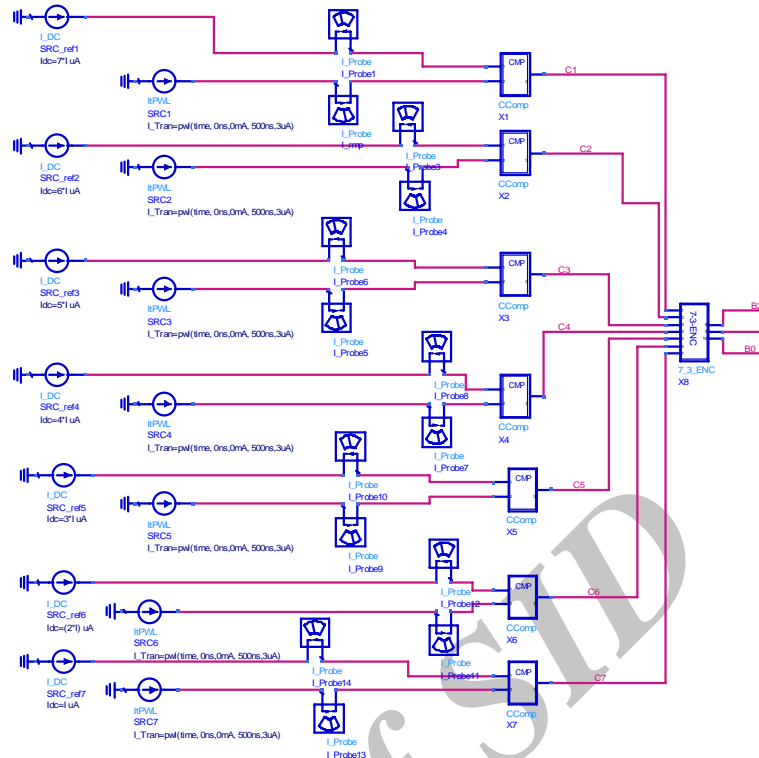 I_DC
SRC_ref1
Idc=7*I uA
I_Probe
I_Probe1
ItPWL
SRC1
I_Tran=pwl(time, 0ns,0mA, 500ns,3uA)
I_Probe
I_rmp
CMP
CComp
X1
C1
I_DC
SRC_ref2
Idc=6*I uA
ItPWL
SRC2
I_Tran=pwl(time, 0ns,0mA, 500ns,3uA)
I_Probe
I_Probe3
I_Probe
I_Probe4
CMP
CComp
X2
C2
I_DC
SRC_ref3
Idc=5*I uA
ItPWL
SRC3
I_Tran=pwl(time, 0ns,0mA, 500ns,3uA)
I_Probe
I_Probe6
I_Probe
I_Probe5
CMP
CComp
X3
C3
I_DC
SRC_ref4
Idc=4*I uA
ItPWL
SRC4
I_Tran=pwl(time, 0ns,0mA, 500ns,3uA)
I_Probe
I_Probe8
I_Probe
I_Probe7
CMP
CComp
X4
C4
7-3-ENC
7_3_ENC
X8
B0
I_DC
SRC_ref5
Idc=3*I uA
ItPWL
SRC5
I_Tran=pwl(time, 0ns,0mA, 500ns,3uA)
I_Probe
I_Probe10
I_Probe
I_Probe9
CMP
CComp
X5
C5
I_DC
SRC_ref6
Idc=(2*I) uA
ItPWL
SRC6
I_Tran=pwl(time, 0ns,0mA, 500ns,3uA)
I_Probe
I_Probe12
I_Probe
I_Probe11
CMP
CComp
X6
C6
I_DC
SRC_ref7
Idc=I uA
ItPWL
SRC7
I_Tran=pwl(time, 0ns,0mA, 500ns,3uA)
I_Probe
I_Probe14
I_Probe
I_Probe13
CMP
CComp
X7
C7
f SID